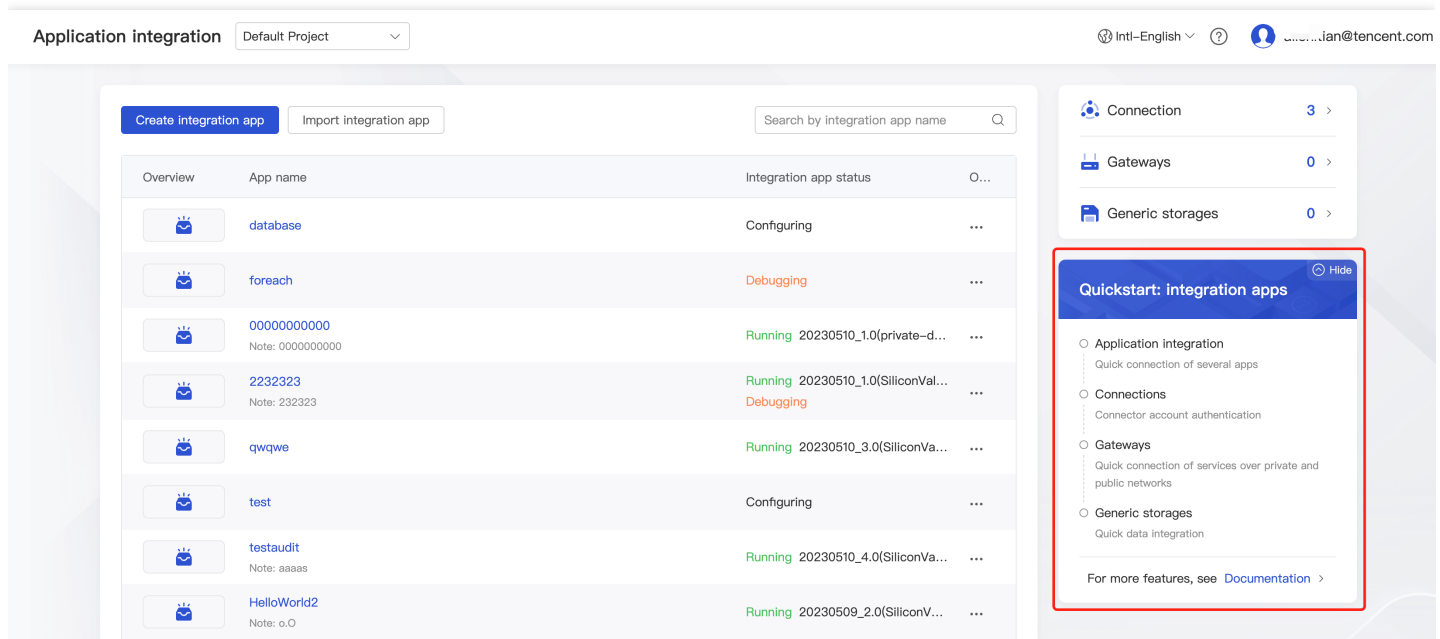 Application integration
Default Project
Intl-English
ian@tencent.com
Create integration app
Import integration app
Search by integration app name
Overview
App name
Integration app status
O...
database
Configuring
foreach
Debugging
00000000000
Note: 0000000000
Running 20230510_1.0(private-d...
2232323
Note: 232323
Running 20230510_1.0(SiliconVal...
Debugging
qwqwe
Running 20230510_3.0(SiliconVa...
test
Configuring
testaudit
Note: aaaas
Running 20230510_4.0(SiliconVa...
HelloWorld2
Note: o.O
Running 20230509_2.0(SiliconV...
Connection
3
Gateways
0
Generic storages
0
Hide
Quickstart: integration apps
Application integration
Quick connection of several apps
Connections
Connector account authentication
Gateways
Quick connection of services over private and
public networks
Generic storages
Quick data integration
For more features, see Documentation